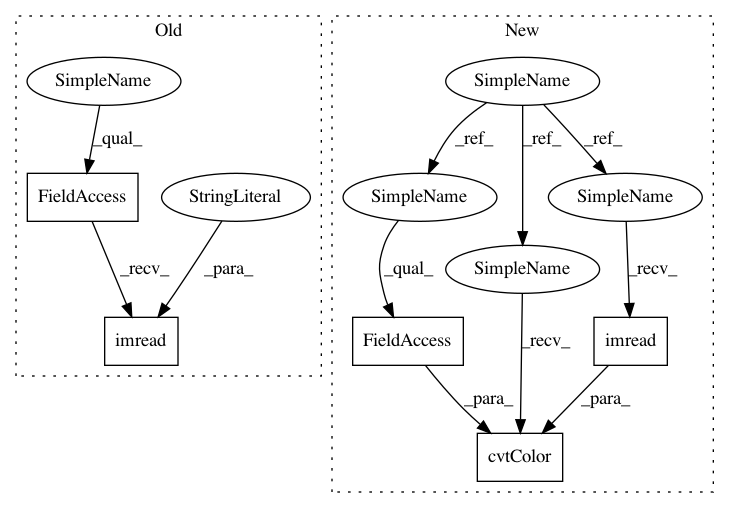 Old
New
SimpleName
SimpleName
_qual_
_ref_
_ref_
_ref_
FieldAccess
StringLiteral
SimpleName
SimpleName
_recv_
_para_
_qual_
SimpleName
_recv_
imread
FieldAccess
_recv_
imread
_para_
_para_
cvtColor